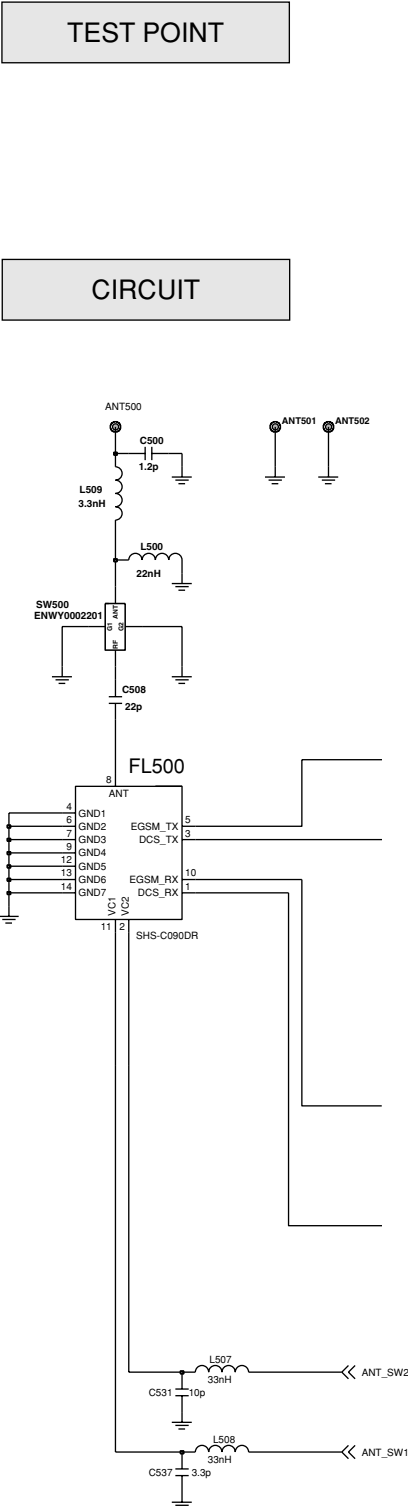 TEST POINT
CIRCUIT
ANT500
ANT501
ANT502
C500
1.2p
L509
3.3nH
L500
22nH
SW500
ENWY0002201
ANT
G1
G2
RF
C508
22p
FL500
8
ANT
4
GND1
6
GND2
EGSM_TX
5
7
GND3
DCS_TX
3
9
GND4
12
GND5
13
GND6
EGSM_RX
10
14
GND7
DCS_RX
1
VC1
VC2
11
2
SHS-C090DR
L507
33nH
ANT_SW2
C531
10p
L508
33nH
ANT_SW1
C537
3.3p